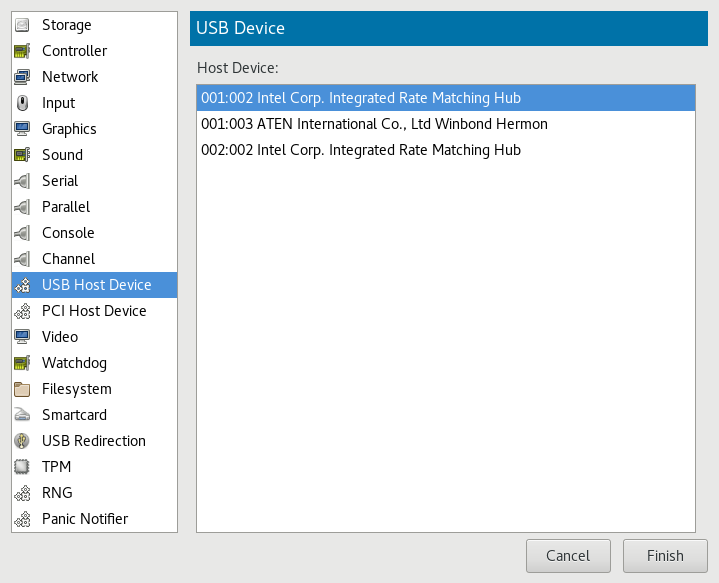 Storage
Controller
Network
Input
Graphics
Sound
Serial
Parallel
Console
Channel
USB Host Device
PCI Host Device
Video
Watchdog
Filesystem
Smartcard
USB Redirection
TPM
RNG
Panic Notifier
USB Device
Host Device:
001:002 Intel Corp. Integrated Rate Matching Hub
001:003 ATEN International Co., Ltd Winbond Hermon
002:002 Intel Corp. Integrated Rate Matching Hub
Cancel
Finish